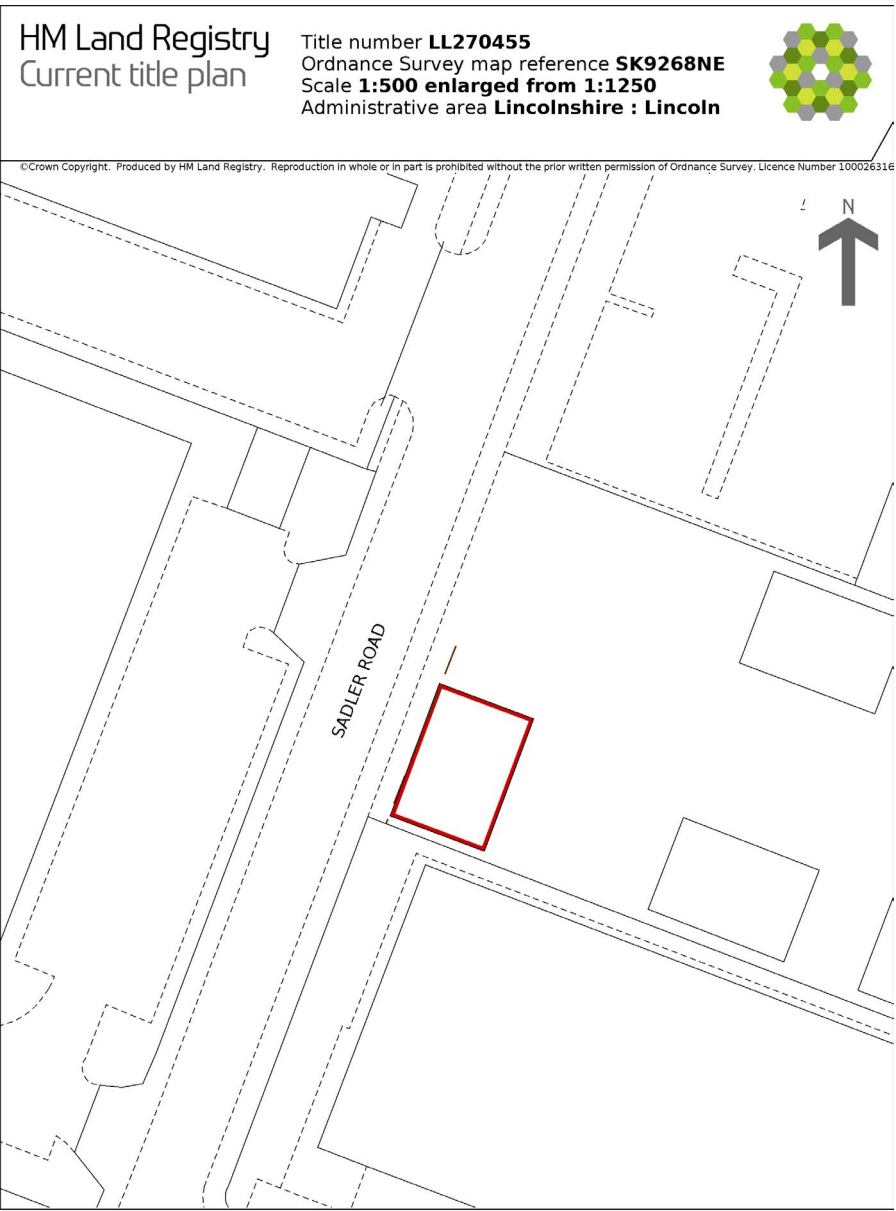 HM Land Registry
Current title plan
Title number LL270455
Ordnance Survey map reference SK9268NE
Scale 1:500 enlarged from 1:1250
Administrative area Lincolnshire : Lincoln
©Crown Copyright. Produced by HM Land Registry. Reproduction in whole or in part is prohibited without the prior written permission of Ordnance Survey. Licence Number 100026316
N
SADLER ROAD